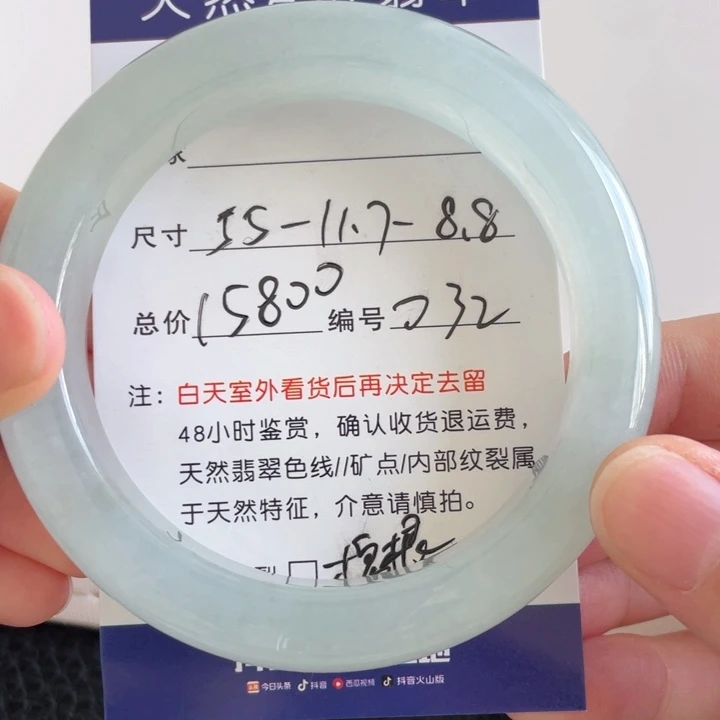 尺寸 55-11.7-8.8
总价 15800 编号 032
注：白天室外看货后再决定去留
48小时鉴赏，确认收货退运费，
天然翡翠色线//矿点/内部纹裂属
于天然特征，介意请慎拍。
今日头条 抖音 西瓜视频 抖音火山版